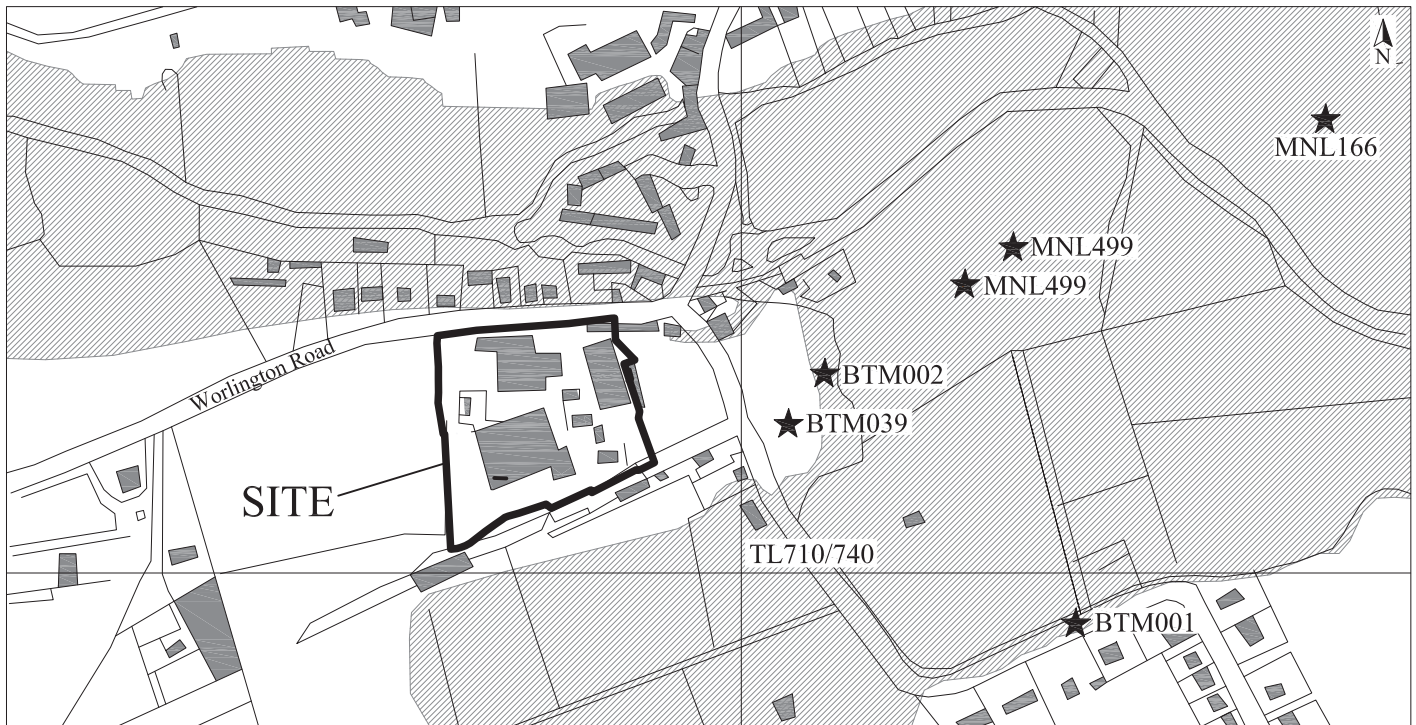 N
MNL166
MNL499
MNL499
Worlington Road
BTM002
BTM039
SITE
TL710/740
BTM001